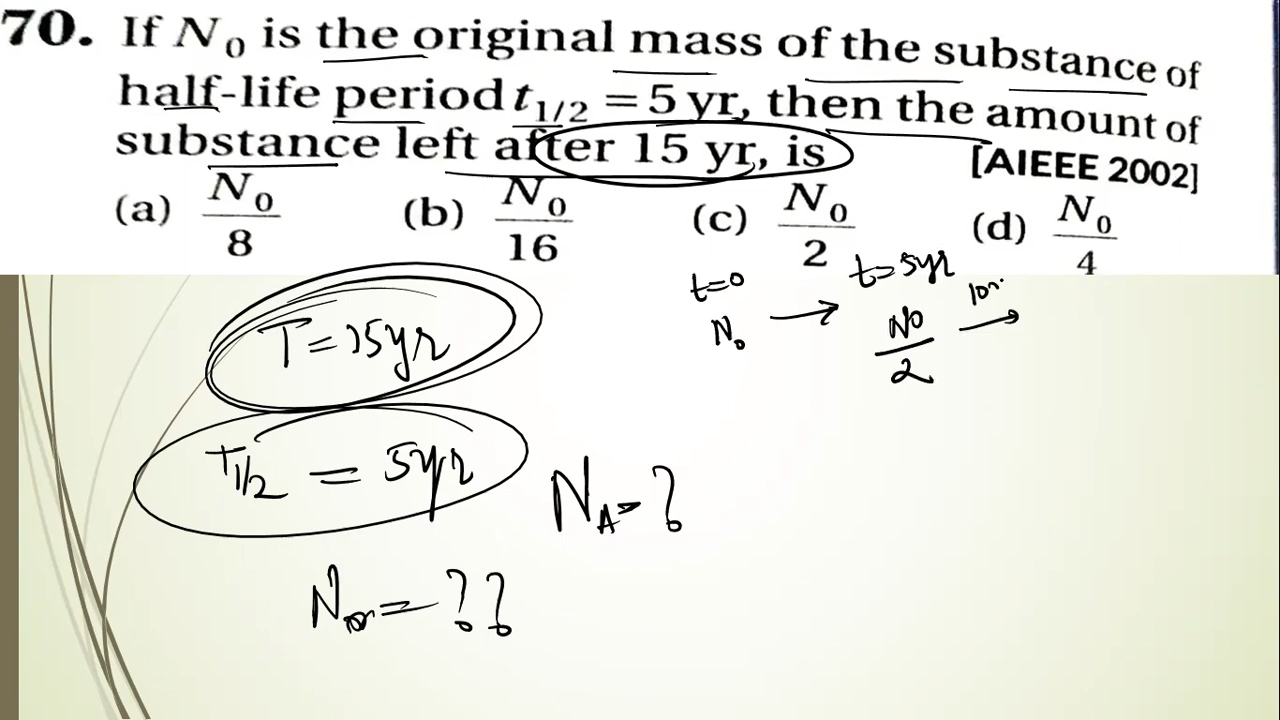 70. If N₀ is the original mass of the substance of
half-life period t₁/₂ = 5 yr, then the amount of
substance left after 15 yr, is
[AIEEE 2002]
(a) N₀/8 (b) N₀/16 (c) N₀/2 (d) N₀/4
t=0 t=5yr
N₀ → N₀/2 →
T=15yr
T1/2 = 5yr
N_A=?